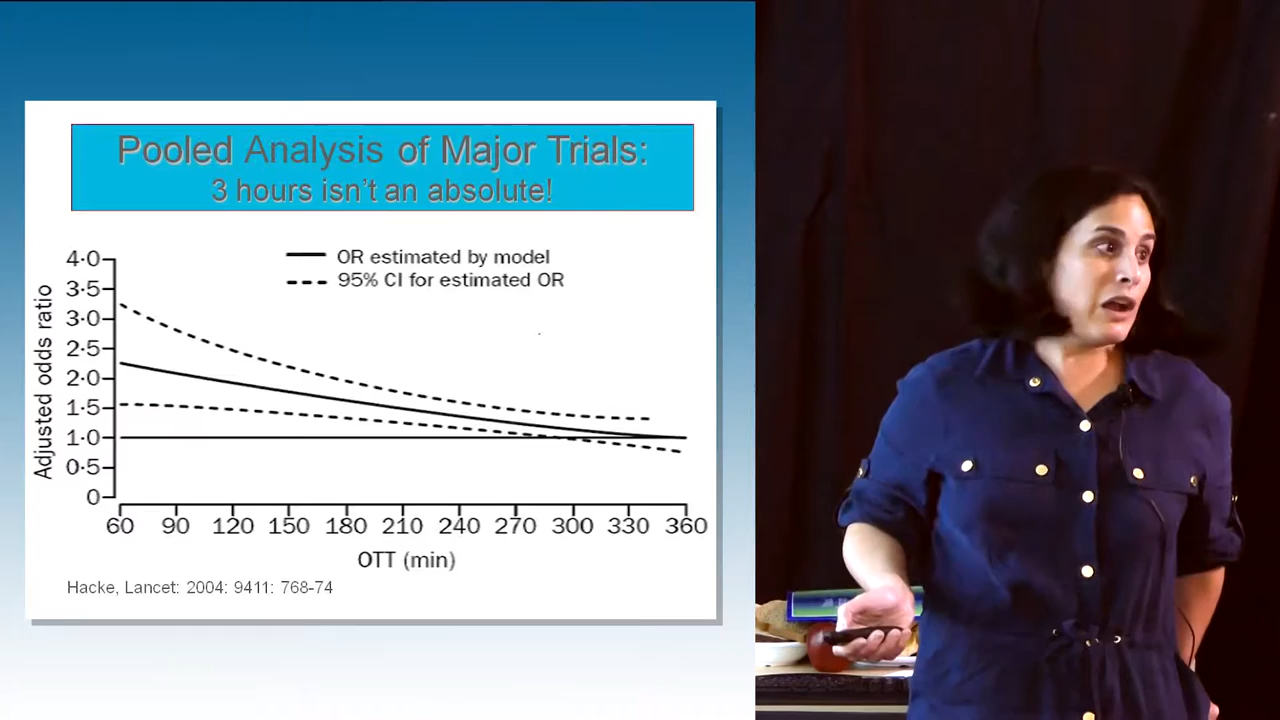 Pooled Analysis of Major Trials:
3 hours isn't an absolute!
OR estimated by model
95% CI for estimated OR
Adjusted odds ratio
4·0
3·5
3·0
2·5
2·0
1·5
1·0
0·5
0
60 90 120 150 180 210 240 270 300 330 360
OTT (min)
Hacke, Lancet: 2004: 9411: 768-74